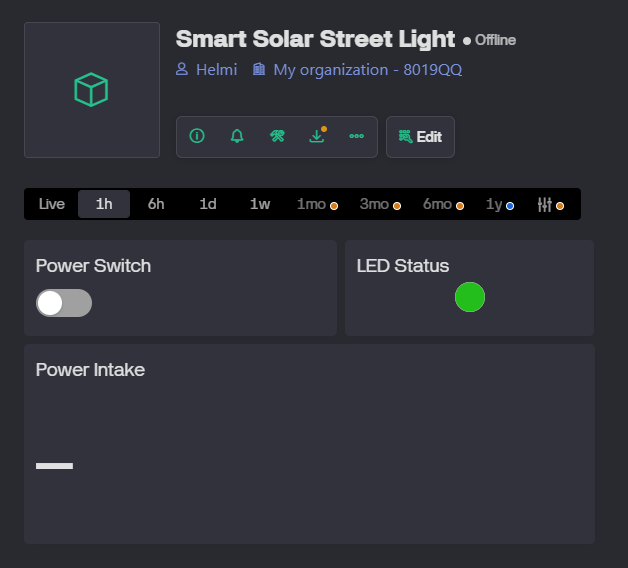 Smart Solar Street Light Offline
Helmi My organization - 8019QQ
Edit
Live 1h 6h 1d 1w 1mo 3mo 6mo 1y
Power Switch LED Status
Power Intake